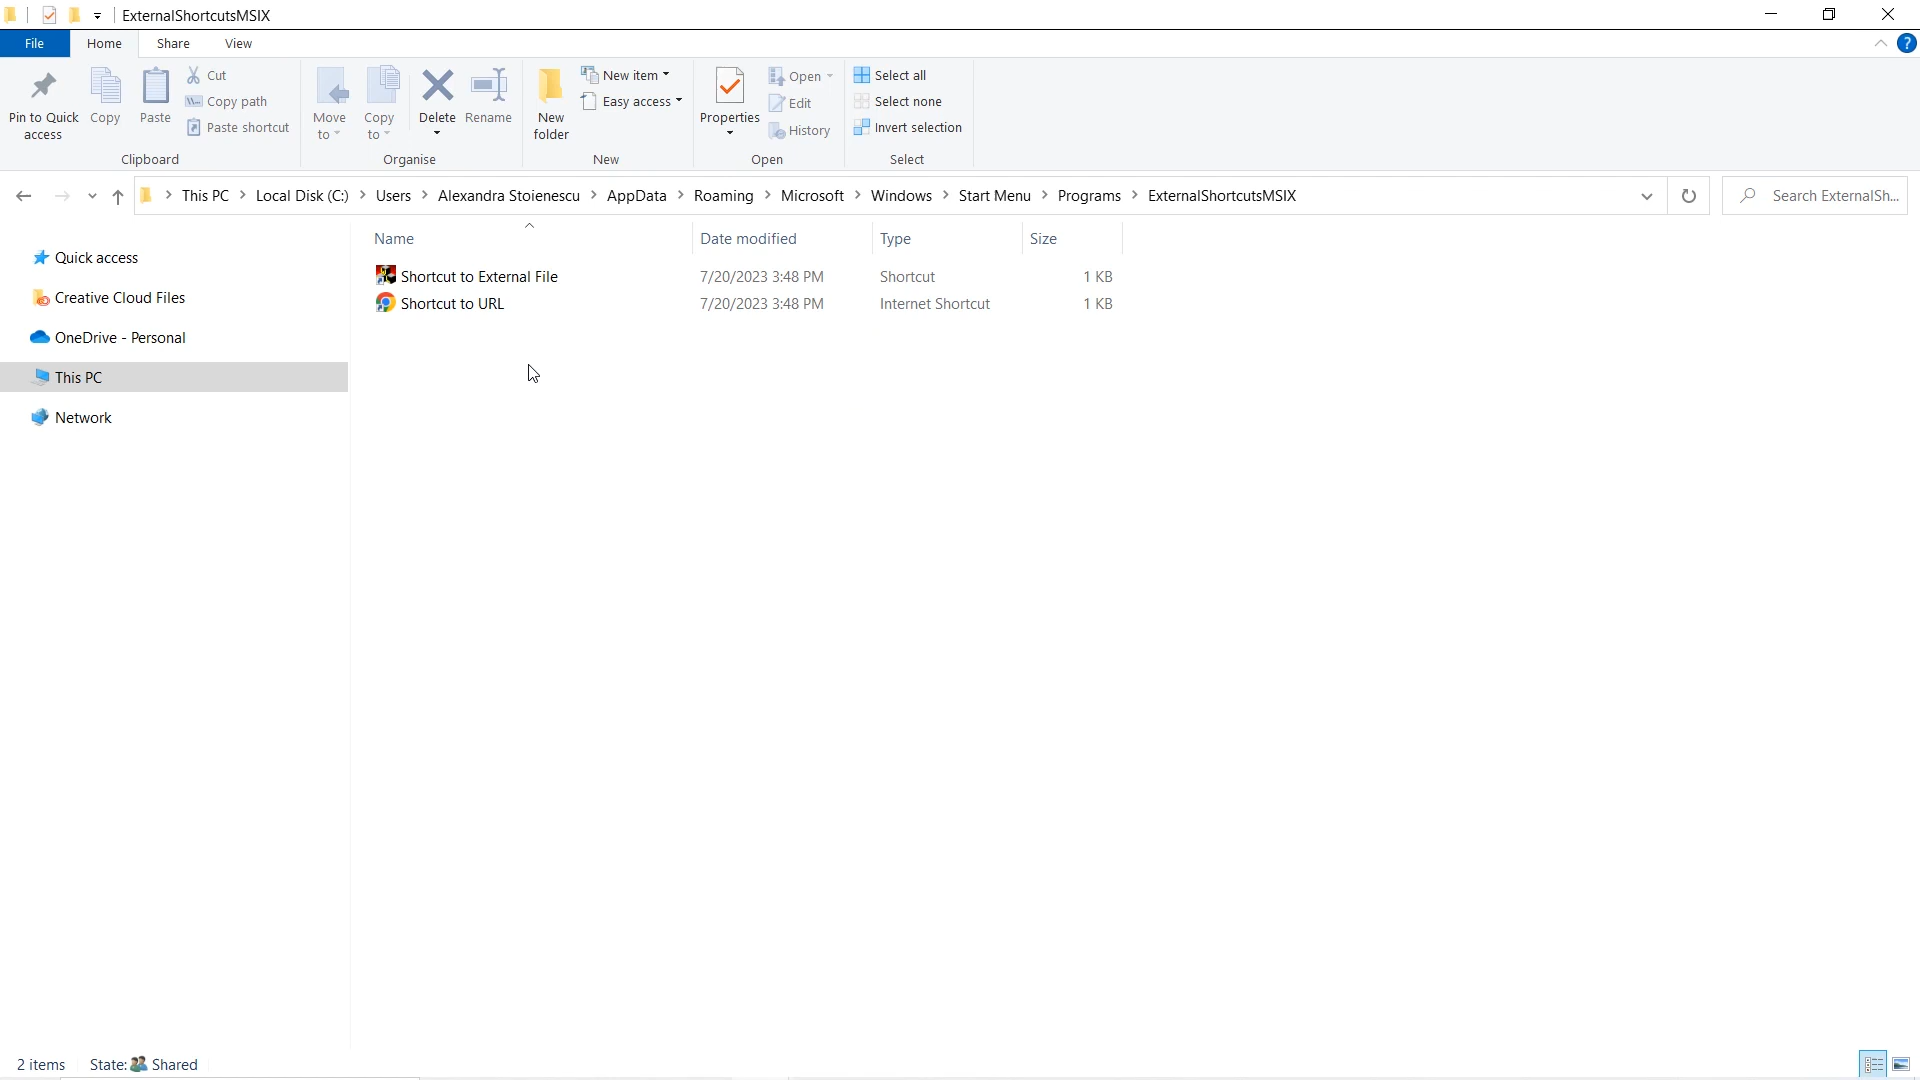 ExternalShortcutsMSIX
File Home Share View
Pin to Quick access
Copy
Paste
Cut
Copy path
Paste shortcut
Clipboard
Move to
Copy to
Delete
Rename
Organise
New folder
New item
Easy access
New
Properties
Open
Edit
History
Open
Select all
Select none
Invert selection
Select
This PC > Local Disk (C:) > Users > Alexandra Stoienescu > AppData > Roaming > Microsoft > Windows > Start Menu > Programs > ExternalShortcutsMSIX
Search ExternalSh...
Quick access
Creative Cloud Files
OneDrive - Personal
This PC
Network
Name Date modified Type Size
Shortcut to External File 7/20/2023 3:48 PM Shortcut 1 KB
Shortcut to URL 7/20/2023 3:48 PM Internet Shortcut 1 KB
2 items State: Shared